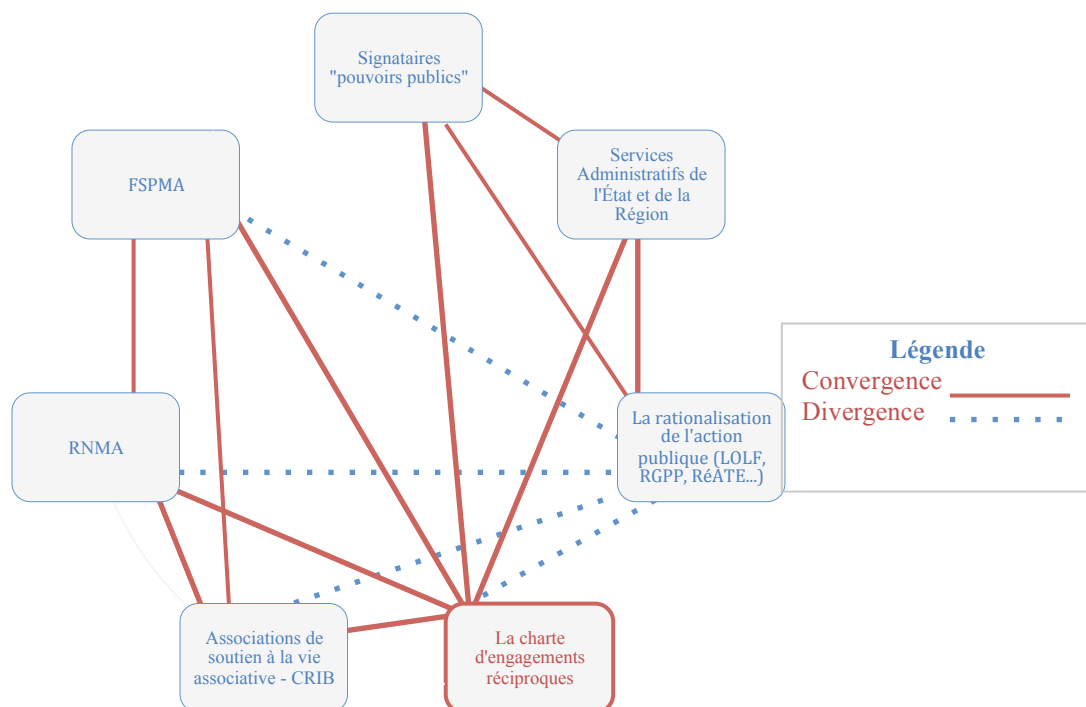 Signataires
"pouvoirs publics"
Services
Administratifs de
l'État et de la
Région
FSPMA
RNMA
La rationalisation
de l'action
publique (LOLF,
RGPP, RéATE...)
Légende
Convergence
Divergence
Associations de
soutien à la vie
associative - CRIB
La charte
d'engagements
réciproques